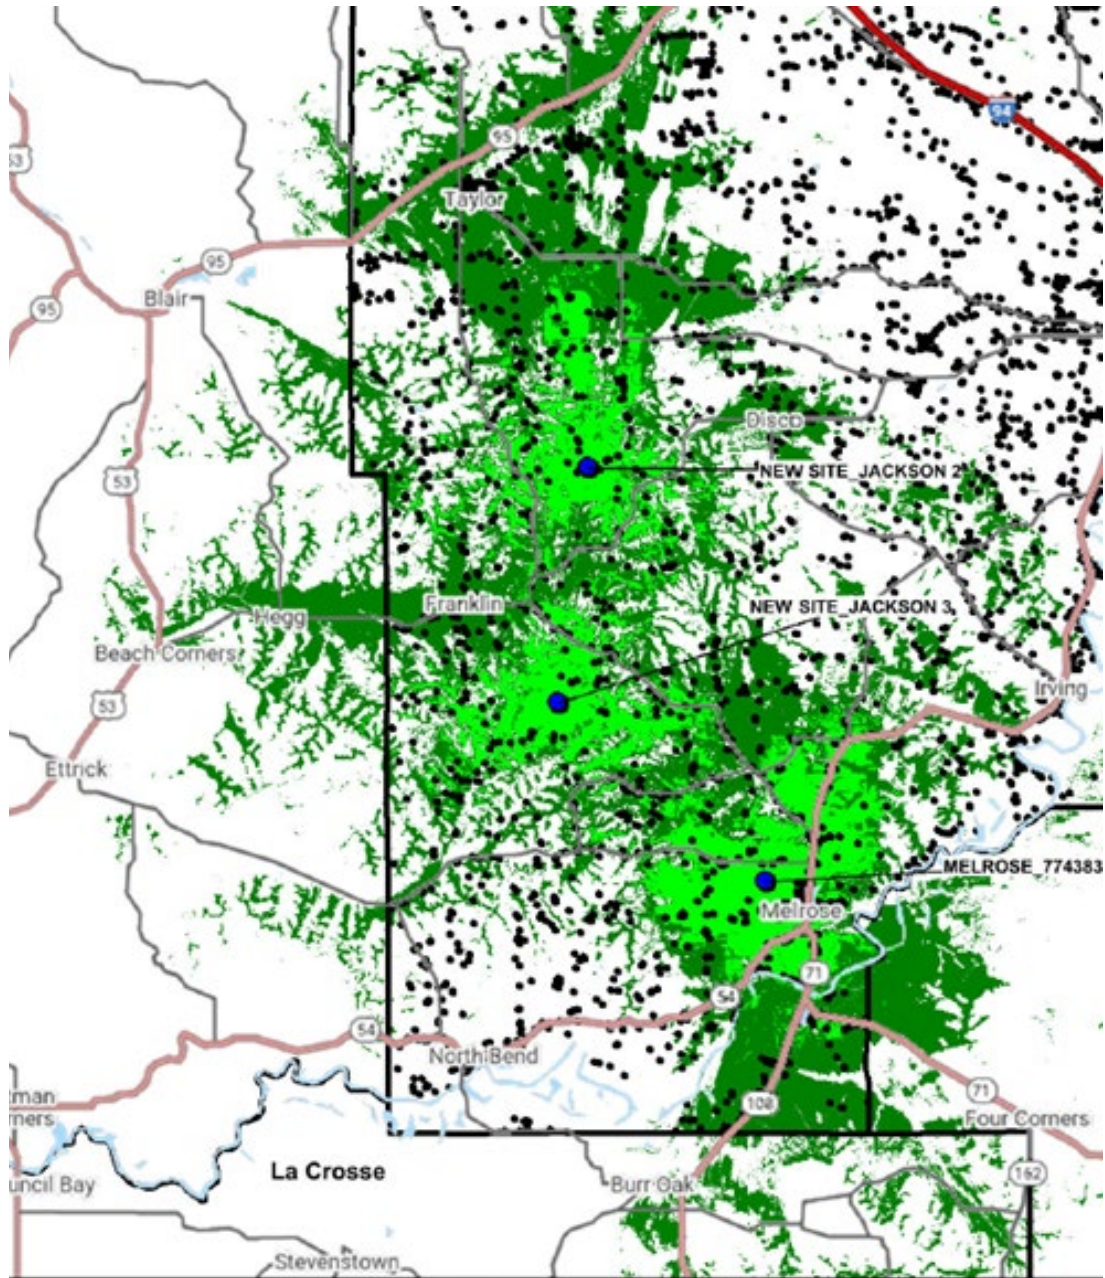 94
95
53
Taylor
95
Blair
95
Disco
NEW SITE_JACKSON 2
53
Franklin
NEW SITE_JACKSON 3
Hegg
Beach Corners
Irving
53
Ettrick
MELROSE_774383
Melrose
71
54
54
North Bend
71
108
Four Corners
La Crosse
Burr Oak
162
Stevenstown